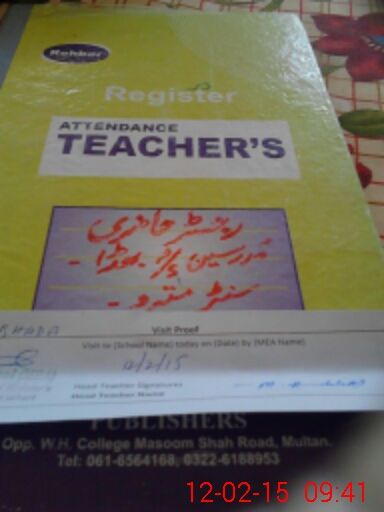 Rehbar
Register
ATTENDANCE
TEACHER'S
رجسٹر حاضری
مدرسین
سنٹر
Visit Proof
Visit to (School Name) today on (Date) by (MEA Name)
12/2/15
Head Teacher Signatures
Head Teacher Name
PUBLISHERS
Opp. W.H. College Masoom Shah Road, Multan.
Tel: 061-6564168, 0322-6188953
12-02-15 09:41